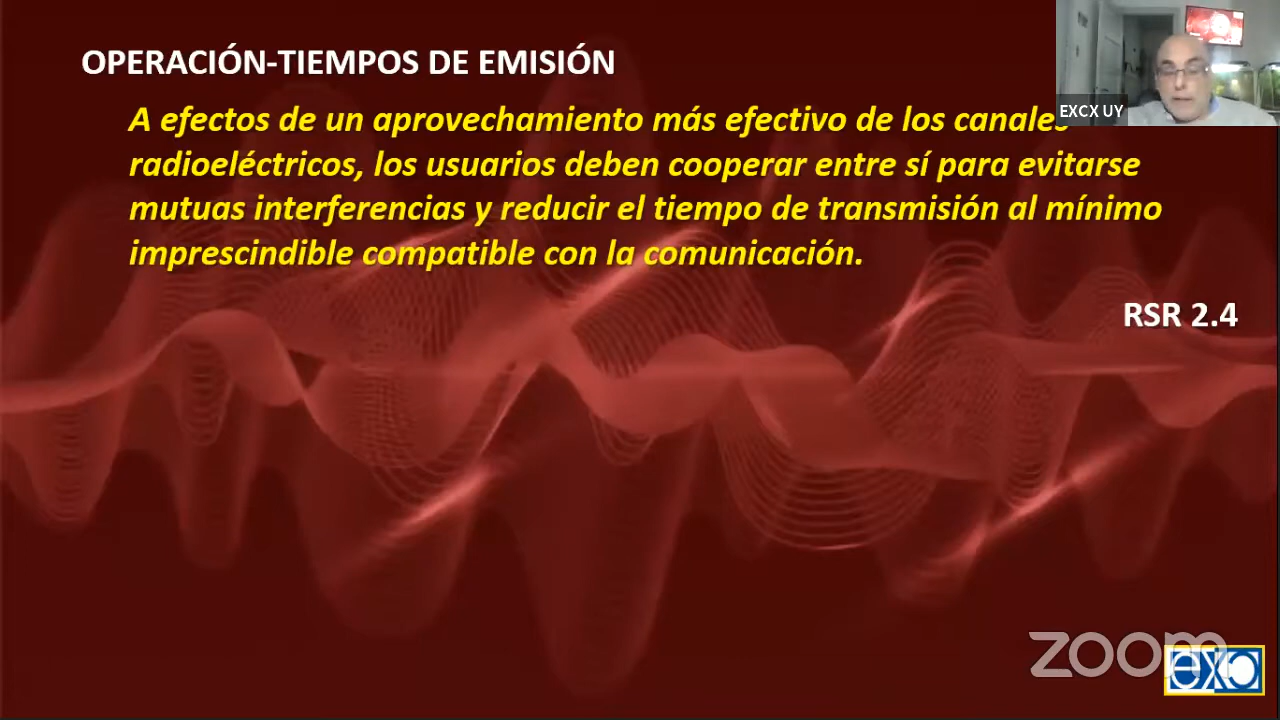 OPERACIÓN-TIEMPOS DE EMISIÓN
A efectos de un aprovechamiento más efectivo de los canales
radioeléctricos, los usuarios deben cooperar entre sí para evitarse
mutuas interferencias y reducir el tiempo de transmisión al mínimo
imprescindible compatible con la comunicación.
RSR 2.4
EXCX UY
zoom
exo